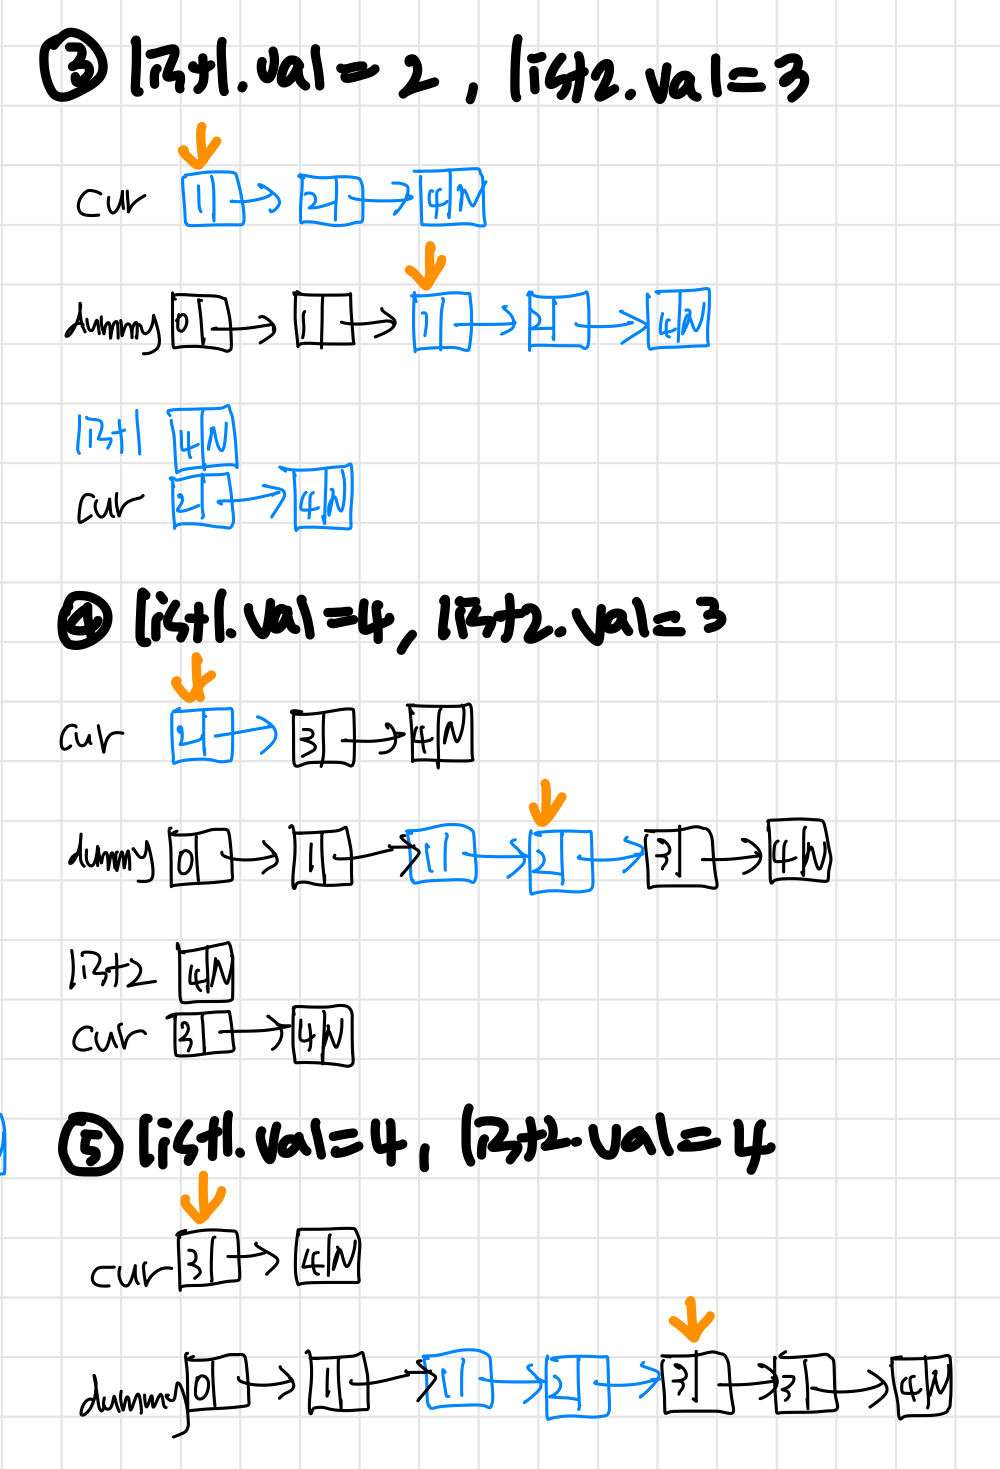 ③ list1.val = 2, list2.val = 3
cur 1 → 2 → 4 N
dummy 0 → 1 → 1 → 2 → 4 N
list1 4 N
cur 2 → 4 N
④ list1.val = 4, list2.val = 3
cur 2 → 3 → 4 N
dummy 0 → 1 → 1 → 2 → 3 → 4 N
list2 4 N
cur 3 → 4 N
⑤ list1.val = 4, list2.val = 4
cur 3 → 4 N
dummy 0 → 1 → 1 → 2 → 3 → 3 → 4 N